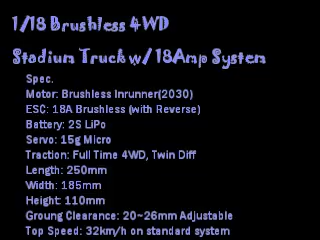 1/18 Brushless 4WD
Stadium Truck w/ 18Amp System
Spec.
Motor: Brushless Inrunner(2030)
ESC: 18A Brushless (with Reverse)
Battery: 2S LiPo
Servo: 15g Micro
Traction: Full Time 4WD, Twin Diff
Length: 250mm
Width: 185mm
Height: 110mm
Groung Clearance: 20~26mm Adjustable
Top Speed: 32km/h on standard system